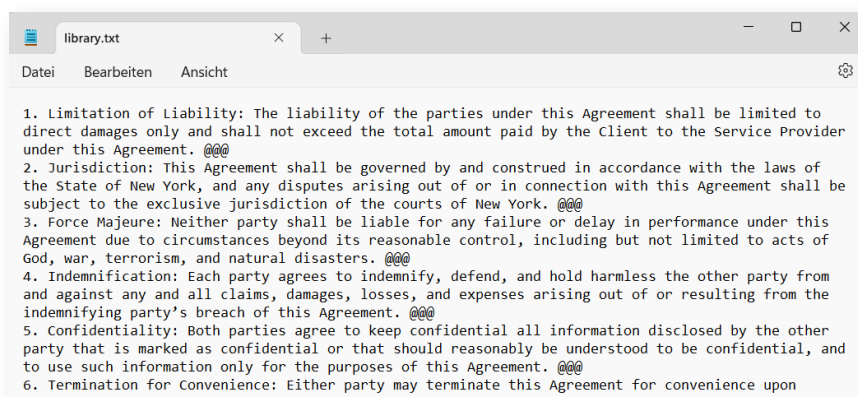 library.txt
Datei Bearbeiten Ansicht
1. Limitation of Liability: The liability of the parties under this Agreement shall be limited to
direct damages only and shall not exceed the total amount paid by the Client to the Service Provider
under this Agreement. @@@
2. Jurisdiction: This Agreement shall be governed by and construed in accordance with the laws of
the State of New York, and any disputes arising out of or in connection with this Agreement shall be
subject to the exclusive jurisdiction of the courts of New York. @@@
3. Force Majeure: Neither party shall be liable for any failure or delay in performance under this
Agreement due to circumstances beyond its reasonable control, including but not limited to acts of
God, war, terrorism, and natural disasters. @@@
4. Indemnification: Each party agrees to indemnify, defend, and hold harmless the other party from
and against any and all claims, damages, losses, and expenses arising out of or resulting from the
indemnifying party’s breach of this Agreement. @@@
5. Confidentiality: Both parties agree to keep confidential all information disclosed by the other
party that is marked as confidential or that should reasonably be understood to be confidential, and
to use such information only for the purposes of this Agreement. @@@
6. Termination for Convenience: Either party may terminate this Agreement for convenience upon